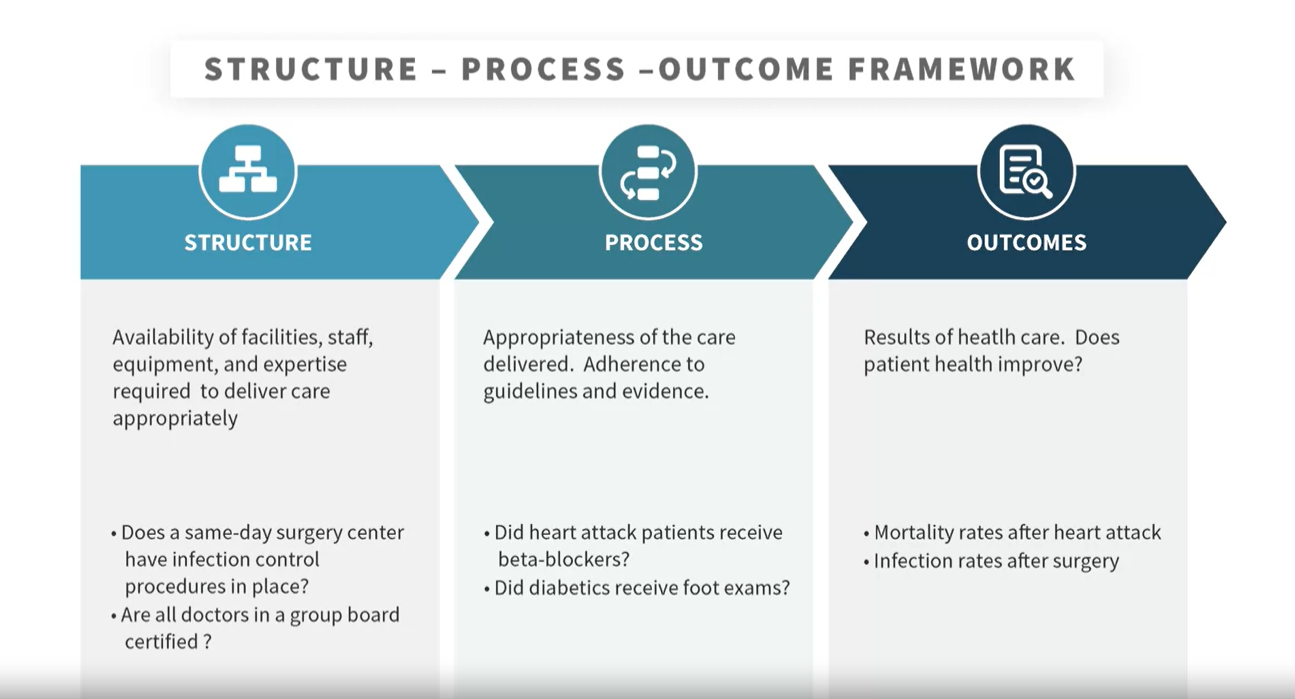 STRUCTURE – PROCESS –OUTCOME FRAMEWORK
STRUCTURE
Availability of facilities, staff,
equipment, and expertise
required  to deliver care
appropriately
• Does a same-day surgery center
have infection control
procedures in place?
• Are all doctors in a group board
certified ?
PROCESS
Appropriateness of the care
delivered.  Adherence to
guidelines and evidence.
• Did heart attack patients receive
beta-blockers?
• Did diabetics receive foot exams?
OUTCOMES
Results of heatlh care.  Does
patient health improve?
• Mortality rates after heart attack
• Infection rates after surgery